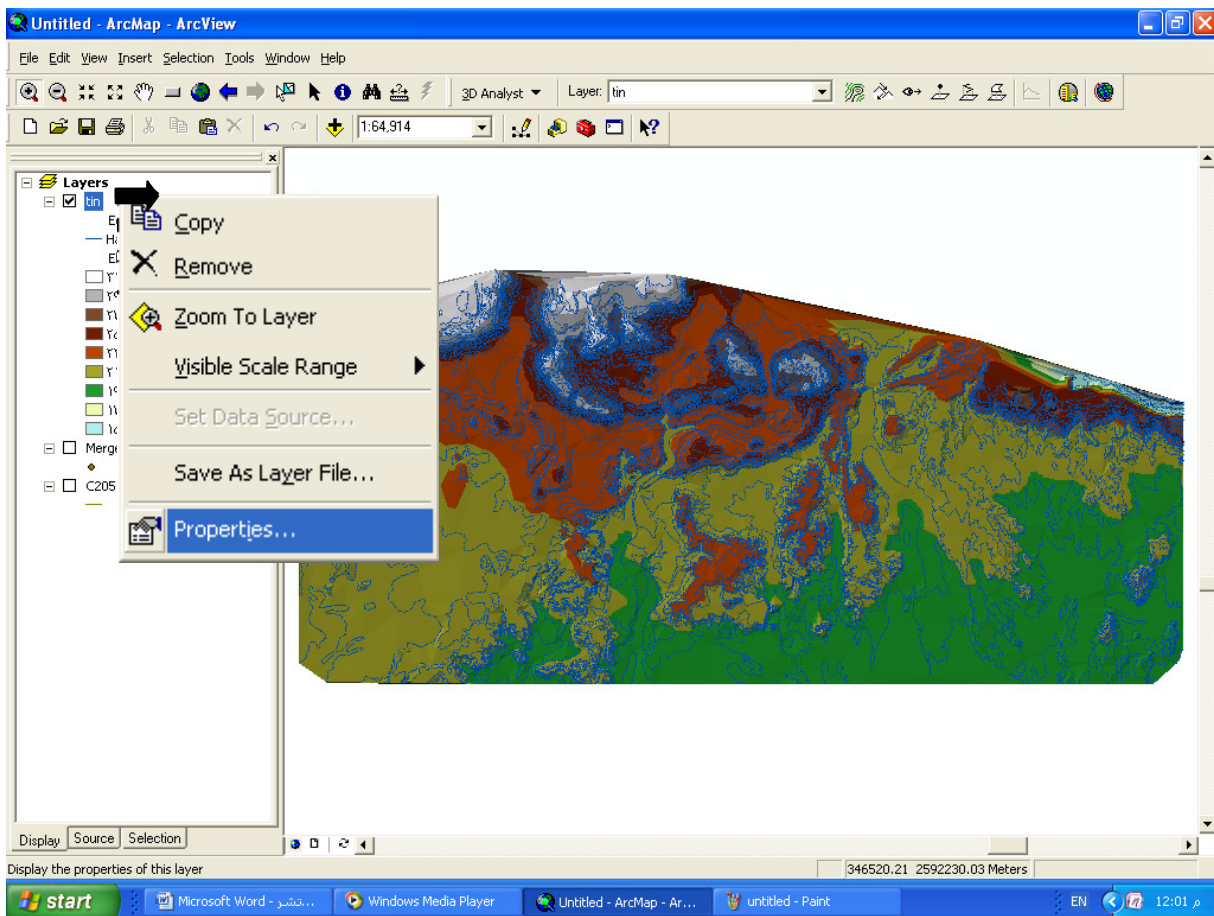 Untitled - ArcMap - ArcView
File Edit View Insert Selection Tools Window Help
3D Analyst Layer: tin
1:64,914
Layers
tin
Copy
Remove
Zoom To Layer
Visible Scale Range
Set Data Source...
Save As Layer File...
Properties...
Merge
C205
Display Source Selection
Display the properties of this layer
346520.21 2592230.03 Meters
start Microsoft Word - نشر... Windows Media Player Untitled - ArcMap - Ar... untitled - Paint EN 12:01 م